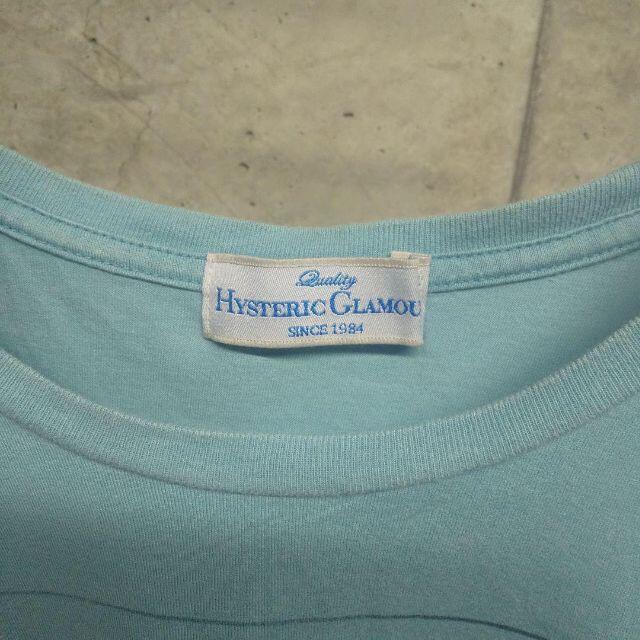 Quality
HYSTERIC GLAMOU
SINCE 1984